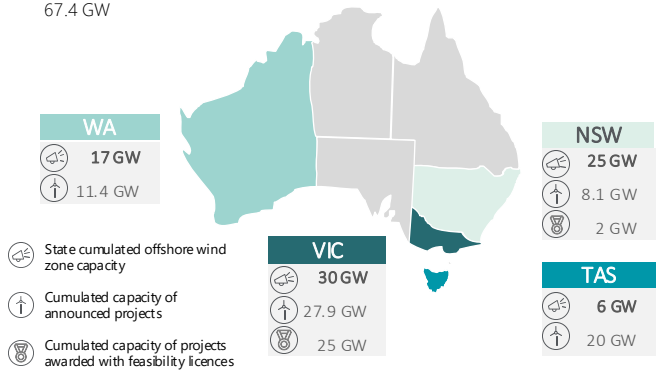 67.4 GW
WA
17 GW
11.4 GW
NSW
25 GW
8.1 GW
2 GW
State cumulated offshore wind
zone capacity
Cumulated capacity of
announced projects
Cumulated capacity of projects
awarded with feasibility licences
VIC
30 GW
27.9 GW
25 GW
TAS
6 GW
20 GW